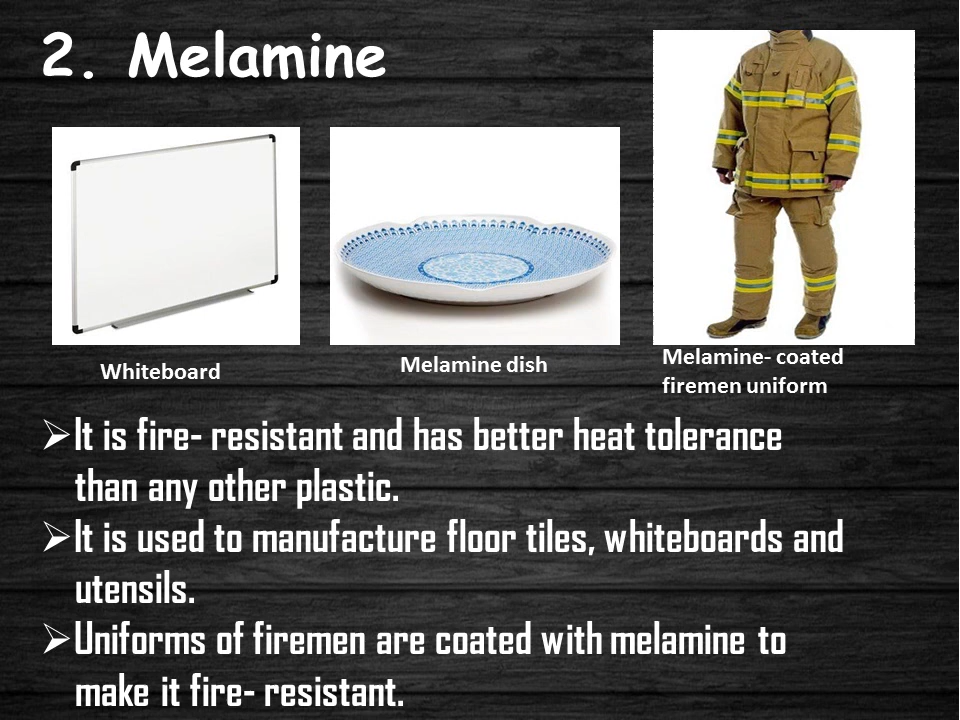 2. Melamine
Whiteboard
Melamine dish
Melamine- coated
firemen uniform
➢It is fire- resistant and has better heat tolerance
than any other plastic.
➢It is used to manufacture floor tiles, whiteboards and
utensils.
➢Uniforms of firemen are coated with melamine to
make it fire- resistant.